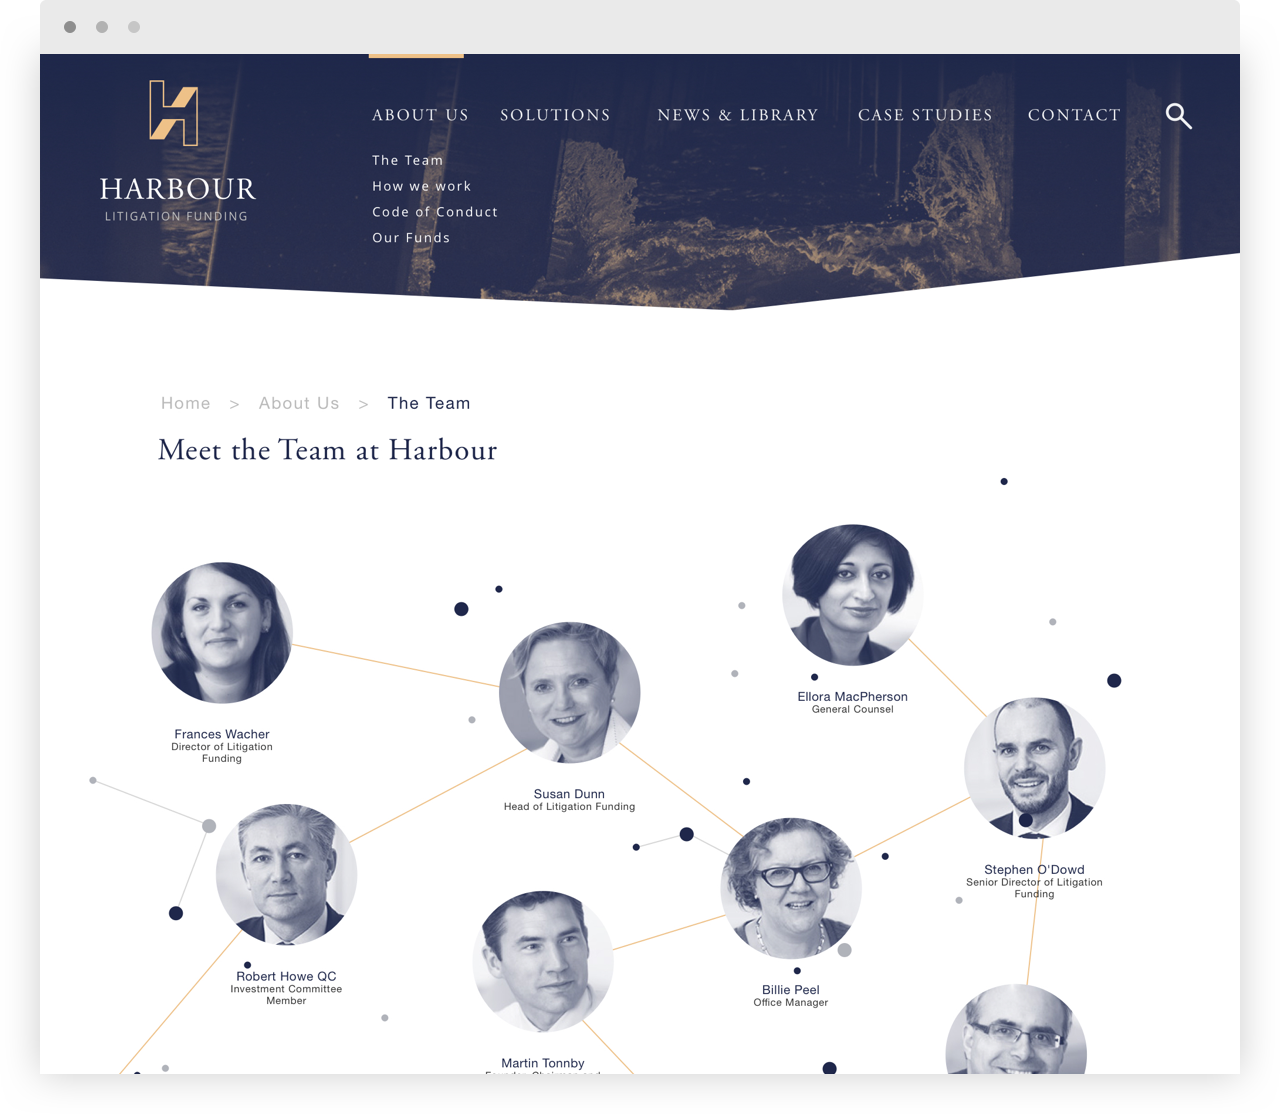 ABOUT US
SOLUTIONS
NEWS & LIBRARY
CASE STUDIES
CONTACT
The Team
How we work
Code of Conduct
Our Funds
HARBOUR
LITIGATION FUNDING
Home > About Us > The Team
Meet the Team at Harbour
Ellora MacPherson
General Counsel
Frances Wacher
Director of Litigation
Funding
Susan Dunn
Head of Litigation Funding
Stephen O'Dowd
Senior Director of Litigation
Funding
Robert Howe QC
Investment Committee
Member
Billie Peel
Office Manager
Martin Tonnby